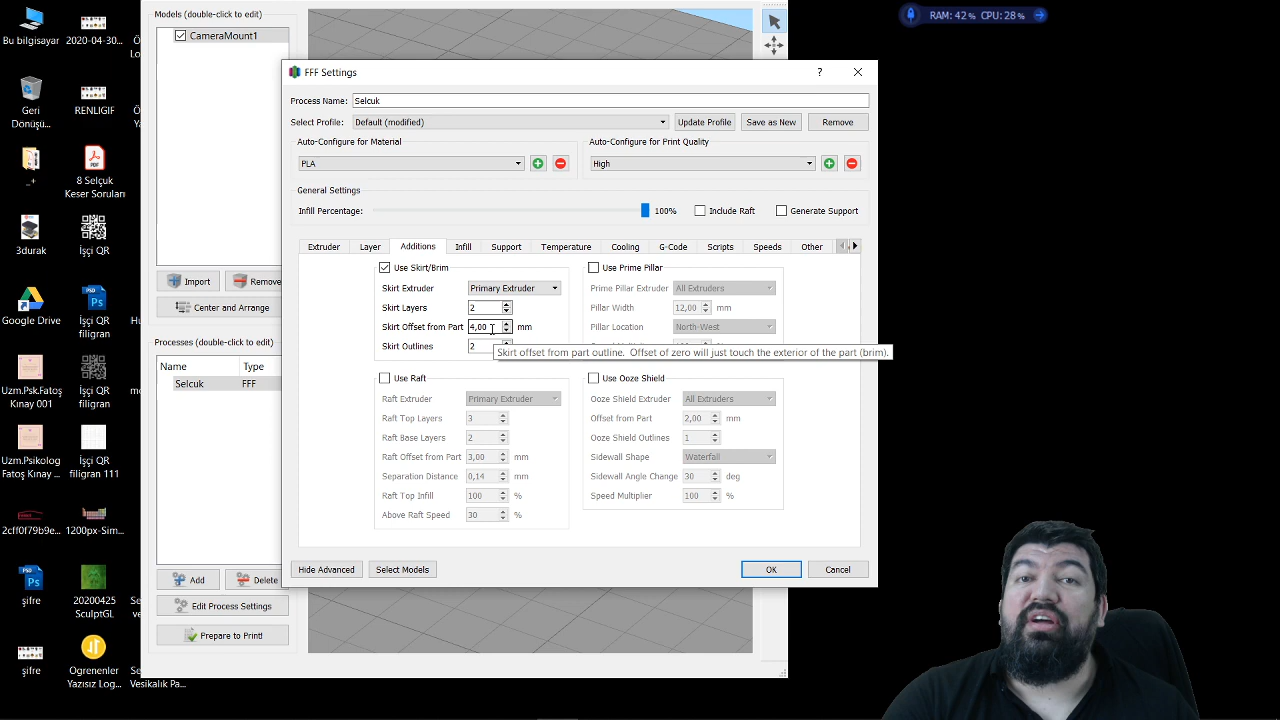 Bu bilgisayar
2020-04-30...
Geri
Dönüşü...
RENLIGIF
_+
8 Selçuk
Keser Soruları
3durak
İşçi QR
Google Drive
İşçi QR
filigran
Uzm.Psk.Fatoş
Kınay 001
İşçi QR
filigran
Uzm.Psikolog
Fatoş Kınay ...
İşçi QR
filigran 111
2cff0f79b9e...
1200px-Sim...
şifre
20200425
SculptGL
şifre
Ogrenenler
Yazısız Log...
Vesikalık Pa...
Models (double-click to edit)
CameraMount1
Import
Remove
Center and Arrange
Processes (double-click to edit)
Name Type
Selcuk FFF
Add
Delete
Edit Process Settings
Prepare to Print!
RAM: 42% CPU: 28%
FFF Settings
?
Process Name: Selcuk
Select Profile: Default (modified)
Update Profile
Save as New
Remove
Auto-Configure for Material
PLA
Auto-Configure for Print Quality
High
General Settings
Infill Percentage: 100%
Include Raft
Generate Support
Extruder Layer Additions Infill Support Temperature Cooling G-Code Scripts Speeds Other
Use Skirt/Brim
Skirt Extruder Primary Extruder
Skirt Layers 2
Skirt Offset from Part 4,00 mm
Skirt Outlines 2
Use Prime Pillar
Prime Pillar Extruder All Extruders
Pillar Width 12,00 mm
Pillar Location North-West
Skirt offset from part outline. Offset of zero will just touch the exterior of the part (brim).
Use Raft
Raft Extruder Primary Extruder
Raft Top Layers 3
Raft Base Layers 2
Raft Offset from Part 3,00 mm
Separation Distance 0,14 mm
Raft Top Infill 100 %
Above Raft Speed 30 %
Use Ooze Shield
Ooze Shield Extruder All Extruders
Offset from Part 2,00 mm
Ooze Shield Outlines 1
Sidewall Shape Waterfall
Sidewall Angle Change 30 deg
Speed Multiplier 100 %
Hide Advanced
Select Models
OK
Cancel